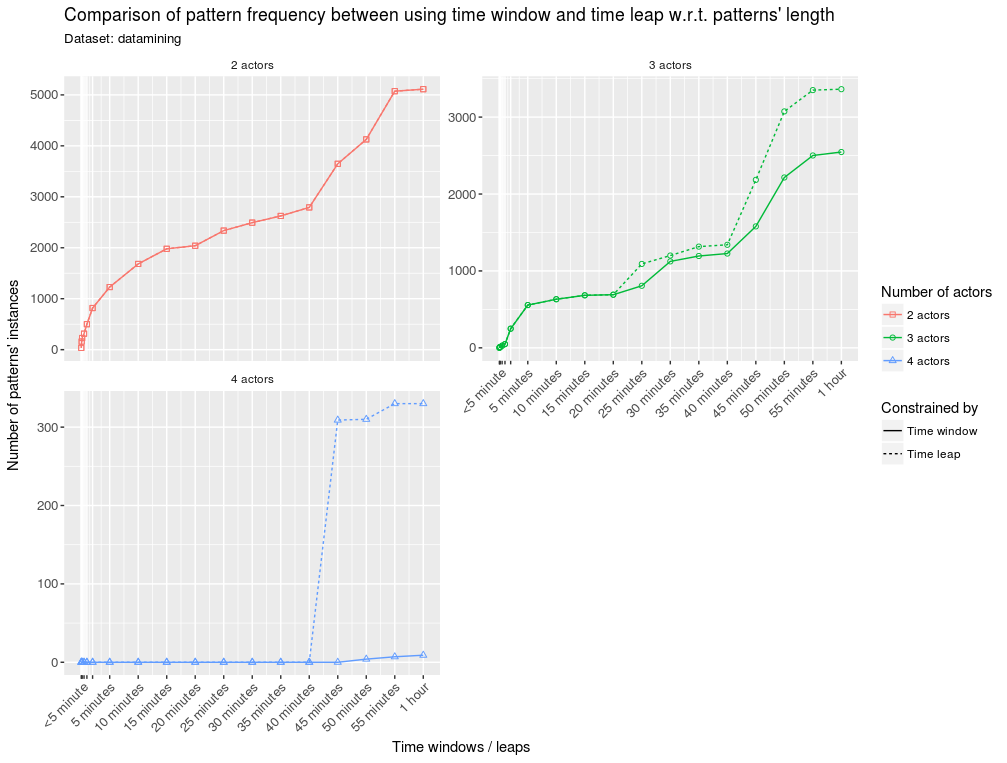 Comparison of pattern frequency between using time window and time leap w.r.t. patterns' length
Dataset: datamining
2 actors
3 actors
5000
4000
3000
2000
1000
0
3000
2000
1000
0
<5 minute
5 minutes
10 minutes
15 minutes
20 minutes
25 minutes
30 minutes
35 minutes
40 minutes
45 minutes
50 minutes
55 minutes
1 hour
Number of patterns' instances
4 actors
300
200
100
0
<5 minute
5 minutes
10 minutes
15 minutes
20 minutes
25 minutes
30 minutes
35 minutes
40 minutes
45 minutes
50 minutes
55 minutes
1 hour
Time windows / leaps
Number of actors
2 actors
3 actors
4 actors
Constrained by
Time window
Time leap